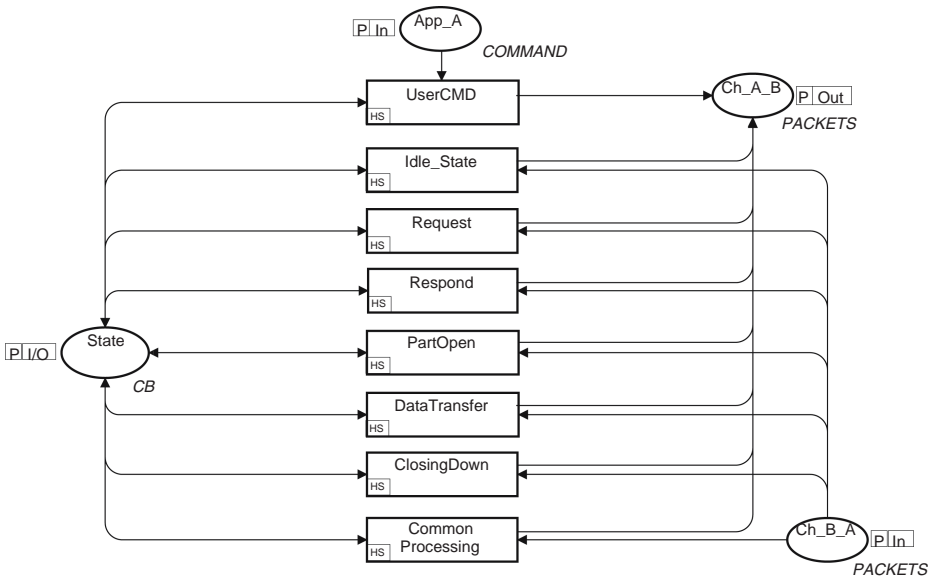 P In
App_A
COMMAND
UserCMD
HS
Ch_A_B
P Out
PACKETS
Idle_State
HS
Request
HS
Respond
HS
P I/O
State
CB
PartOpen
HS
DataTransfer
HS
ClosingDown
HS
Common
Processing
HS
Ch_B_A
P In
PACKETS